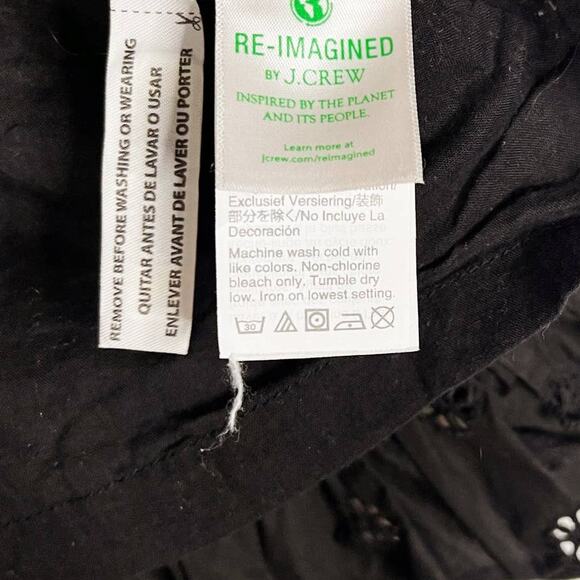 REMOVE BEFORE WASHING OR WEARING
QUITAR ANTES DE LAVAR O USAR
ENLEVER AVANT DE LAVER OU PORTER
RE-IMAGINED
BY J.CREW
INSPIRED BY THE PLANET
AND ITS PEOPLE.
Learn more at
jcrew.com/reimagined
Exclusief Versiering/装飾
部分を除く/No Incluye La
Decoración
Machine wash cold with
like colors. Non-chlorine
bleach only. Tumble dry
low. Iron on lowest setting.
30